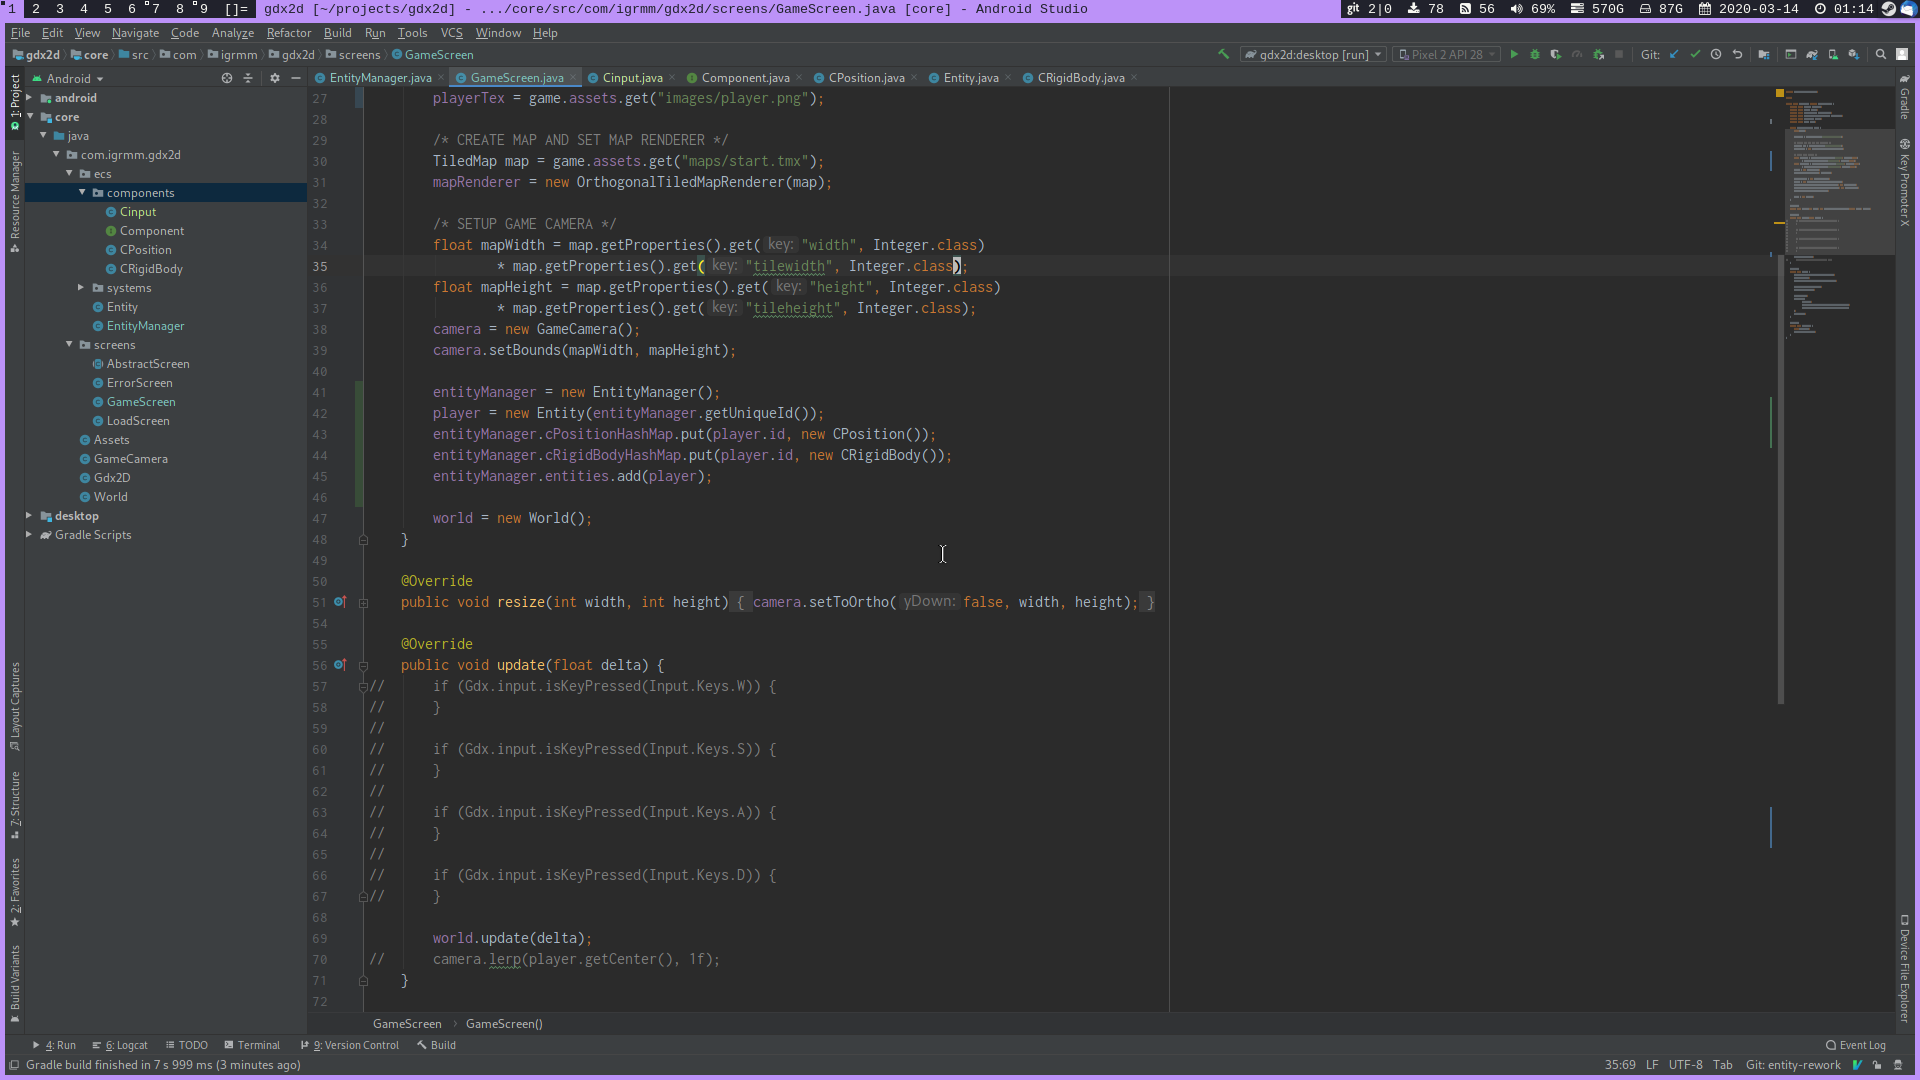 1 2 3 4 5 6 7 8 9 []= gdx2d [~/projects/gdx2d] - .../core/src/com/igrmm/gdx2d/screens/GameScreen.java [core] - Android Studio git 2|0 78 56 69% 570G 87G 2020-03-14 01:14
File Edit View Navigate Code Analyze Refactor Build Run Tools VCS Window Help
gdx2d core src com igrmm gdx2d screens GameScreen gdx2d:desktop [run] Pixel 2 API 28 Git:
Android EntityManager.java GameScreen.java Cinput.java Component.java CPosition.java Entity.java CRigidBody.java
1: Project
Resource Manager
Layout Captures
7: Structure
2: Favorites
Build Variants
android
core
java
com.igrmm.gdx2d
ecs
components
Cinput
Component
CPosition
CRigidBody
systems
Entity
EntityManager
screens
AbstractScreen
ErrorScreen
GameScreen
LoadScreen
Assets
GameCamera
Gdx2D
World
desktop
Gradle Scripts
27 playerTex = game.assets.get("images/player.png");
28
29 /* CREATE MAP AND SET MAP RENDERER */
30 TiledMap map = game.assets.get("maps/start.tmx");
31 mapRenderer = new OrthogonalTiledMapRenderer(map);
32
33 /* SETUP GAME CAMERA */
34 float mapWidth = map.getProperties().get( key: "width", Integer.class)
35 * map.getProperties().get( key: "tilewidth", Integer.class);
36 float mapHeight = map.getProperties().get( key: "height", Integer.class)
37 * map.getProperties().get( key: "tileheight", Integer.class);
38 camera = new GameCamera();
39 camera.setBounds(mapWidth, mapHeight);
40
41 entityManager = new EntityManager();
42 player = new Entity(entityManager.getUniqueId());
43 entityManager.cPositionHashMap.put(player.id, new CPosition());
44 entityManager.cRigidBodyHashMap.put(player.id, new CRigidBody());
45 entityManager.entities.add(player);
46
47 world = new World();
48 }
49
50 @Override
51 public void resize(int width, int height) { camera.setToOrtho( yDown: false, width, height); }
54
55 @Override
56 public void update(float delta) {
57 // if (Gdx.input.isKeyPressed(Input.Keys.W)) {
58 // }
59 //
60 // if (Gdx.input.isKeyPressed(Input.Keys.S)) {
61 // }
62 //
63 // if (Gdx.input.isKeyPressed(Input.Keys.A)) {
64 // }
65 //
66 // if (Gdx.input.isKeyPressed(Input.Keys.D)) {
67 // }
68
69 world.update(delta);
70 // camera.lerp(player.getCenter(), 1f);
71 }
72
GameScreen GameScreen()
Gradle
Key Promoter X
Device File Explorer
4: Run 6: Logcat TODO Terminal 9: Version Control Build Event Log
Gradle build finished in 7 s 999 ms (3 minutes ago) 35:69 LF UTF-8 Tab Git: entity-rework